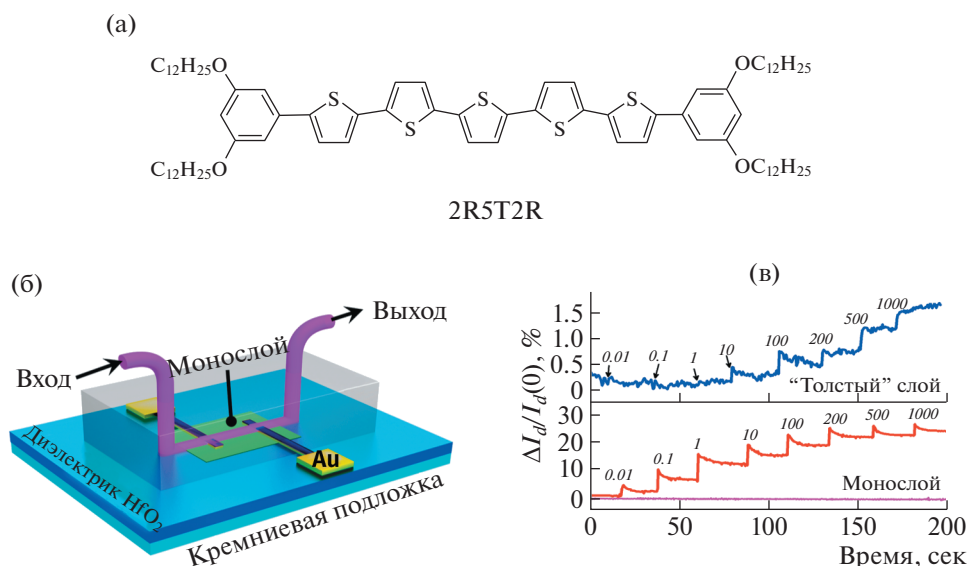 (а)
C₁₂H₂₅O
OC₁₂H₂₅
S
S
S
S
S
C₁₂H₂₅O
OC₁₂H₂₅
2R5T2R
(б)
Выход
Монослой
Вход
Au
Диэлектрик HfO₂
Кремниевая подложка
(в)
ΔI_d/I_d(0), %
1.5
1.0
0.5
0
0.01
0.1
1
10
100
200
500
1000
“Толстый” слой
30
20
10
0
0.01
0.1
1
10
100
200
500
1000
Монослой
0
50
100
150
200
Время, сек